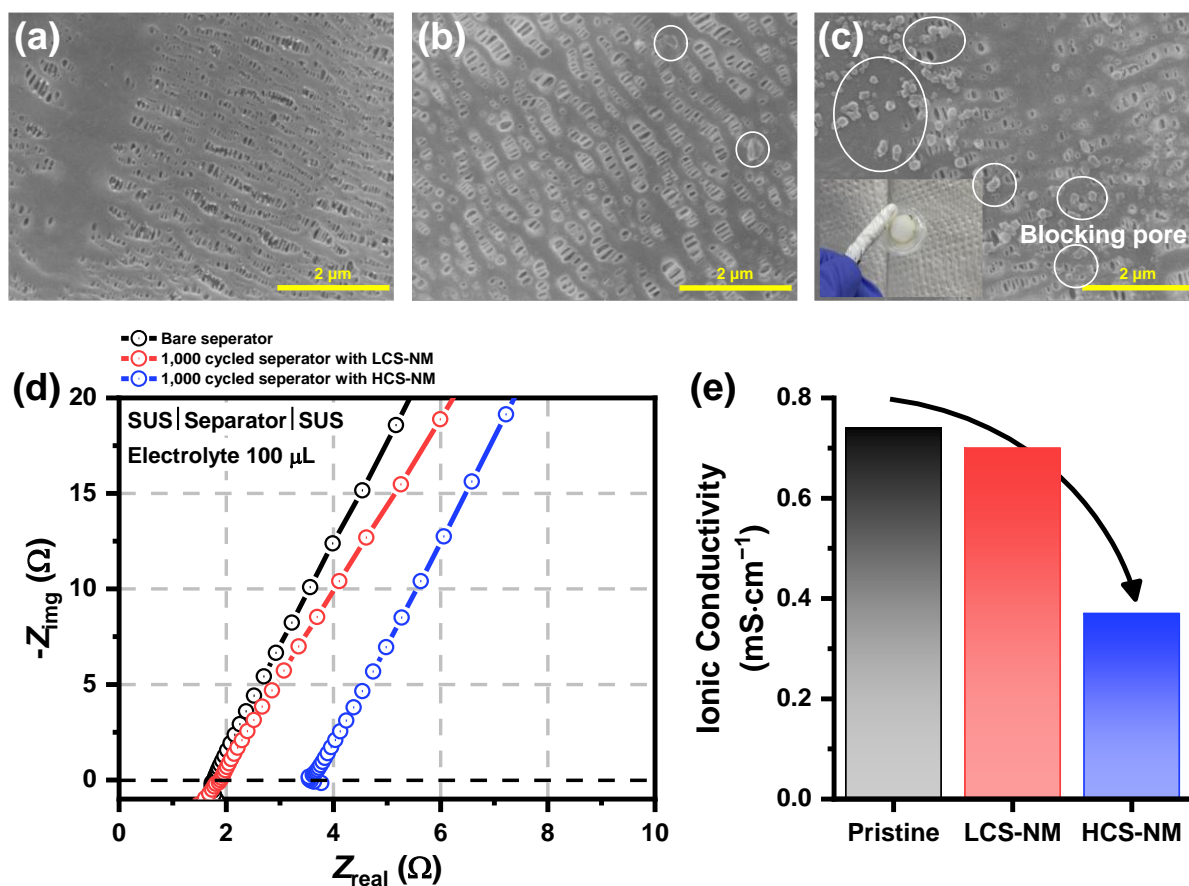 (a)
(b)
(c)
2 μm
2 μm
Blocking pore
2 μm
Bare seperator
1,000 cycled seperator with LCS-NM
1,000 cycled seperator with HCS-NM
(d)
SUS|Separator|SUS
Electrolyte 100 μL
20
15
10
5
0
-Zimg (Ω)
0 2 4 6 8 10
Zreal (Ω)
(e)
0.8
0.6
0.4
0.2
0.0
Ionic Conductivity
(mS·cm⁻¹)
Pristine LCS-NM HCS-NM